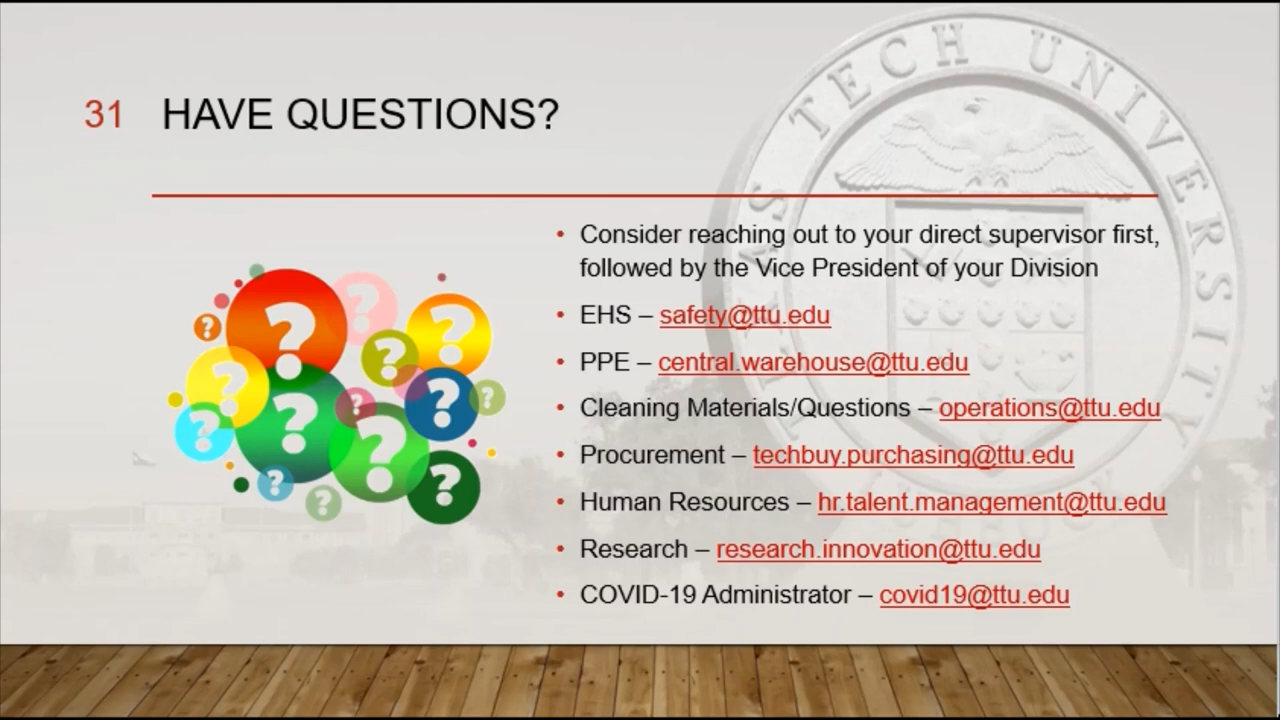 31 HAVE QUESTIONS?
• Consider reaching out to your direct supervisor first,
followed by the Vice President of your Division
• EHS – safety@ttu.edu
• PPE – central.warehouse@ttu.edu
• Cleaning Materials/Questions – operations@ttu.edu
• Procurement – techbuy.purchasing@ttu.edu
• Human Resources – hr.talent.management@ttu.edu
• Research – research.innovation@ttu.edu
• COVID-19 Administrator – covid19@ttu.edu
TEXAS TECH UNIVERSITY
? ? ? ? ? ? ? ? ? ? ? ? ? ? ?